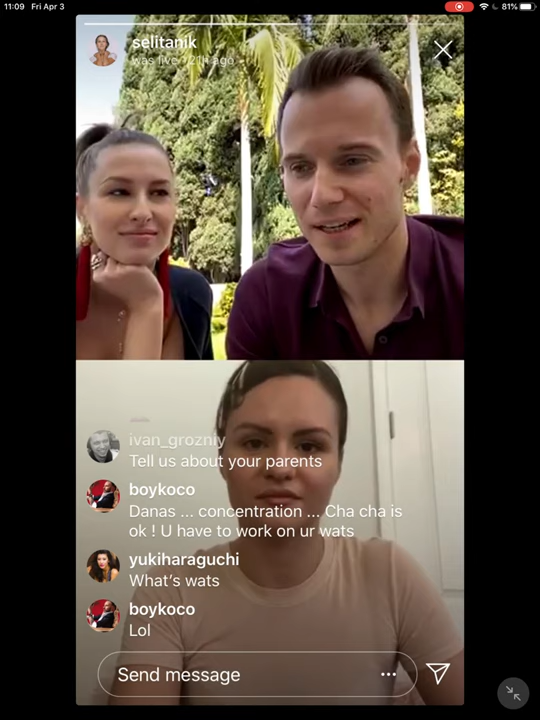 11:09 Fri Apr 3
81%
selitanik
was live · 21h ago
ivan_grozniy
Tell us about your parents
boykoco
Danas ... concentration ... Cha cha is
ok ! U have to work on ur wats
yukiharaguchi
What's wats
boykoco
Lol
Send message